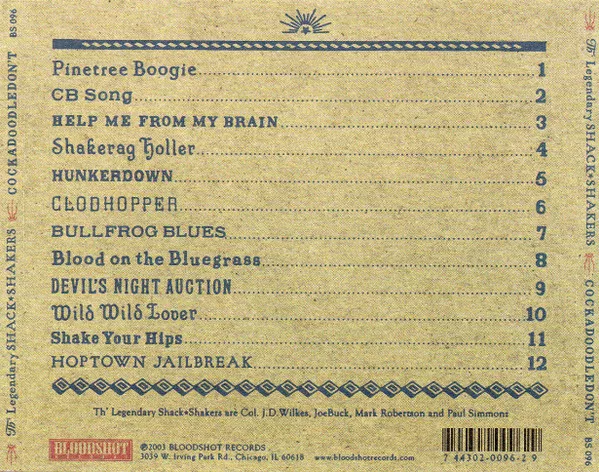 Pinetree Boogie 1
CB Song 2
HELP ME FROM MY BRAIN 3
Shakerag Holler 4
HUNKERDOWN 5
CLODHOPPER 6
BULLFROG BLUES 7
Blood on the Bluegrass 8
DEVIL'S NIGHT AUCTION 9
Wild Wild Lover 10
Shake Your Hips 11
HOPTOWN JAILBREAK 12
Th' Legendary Shack*Shakers are Col. J.D.Wilkes, JoeBuck, Mark Robertson and Paul Simmonz
BLOODSHOT
℗2003 BLOODSHOT RECORDS
3039 W. Irving Park Rd., Chicago, IL 60618 www.bloodshotrecords.com
7 44302-0096-2 9
Th' Legendary SHACK*SHAKERS COCKADOODLEDON'T BS 096
Th' Legendary SHACK*SHAKERS COCKADOODLEDON'T BS 096